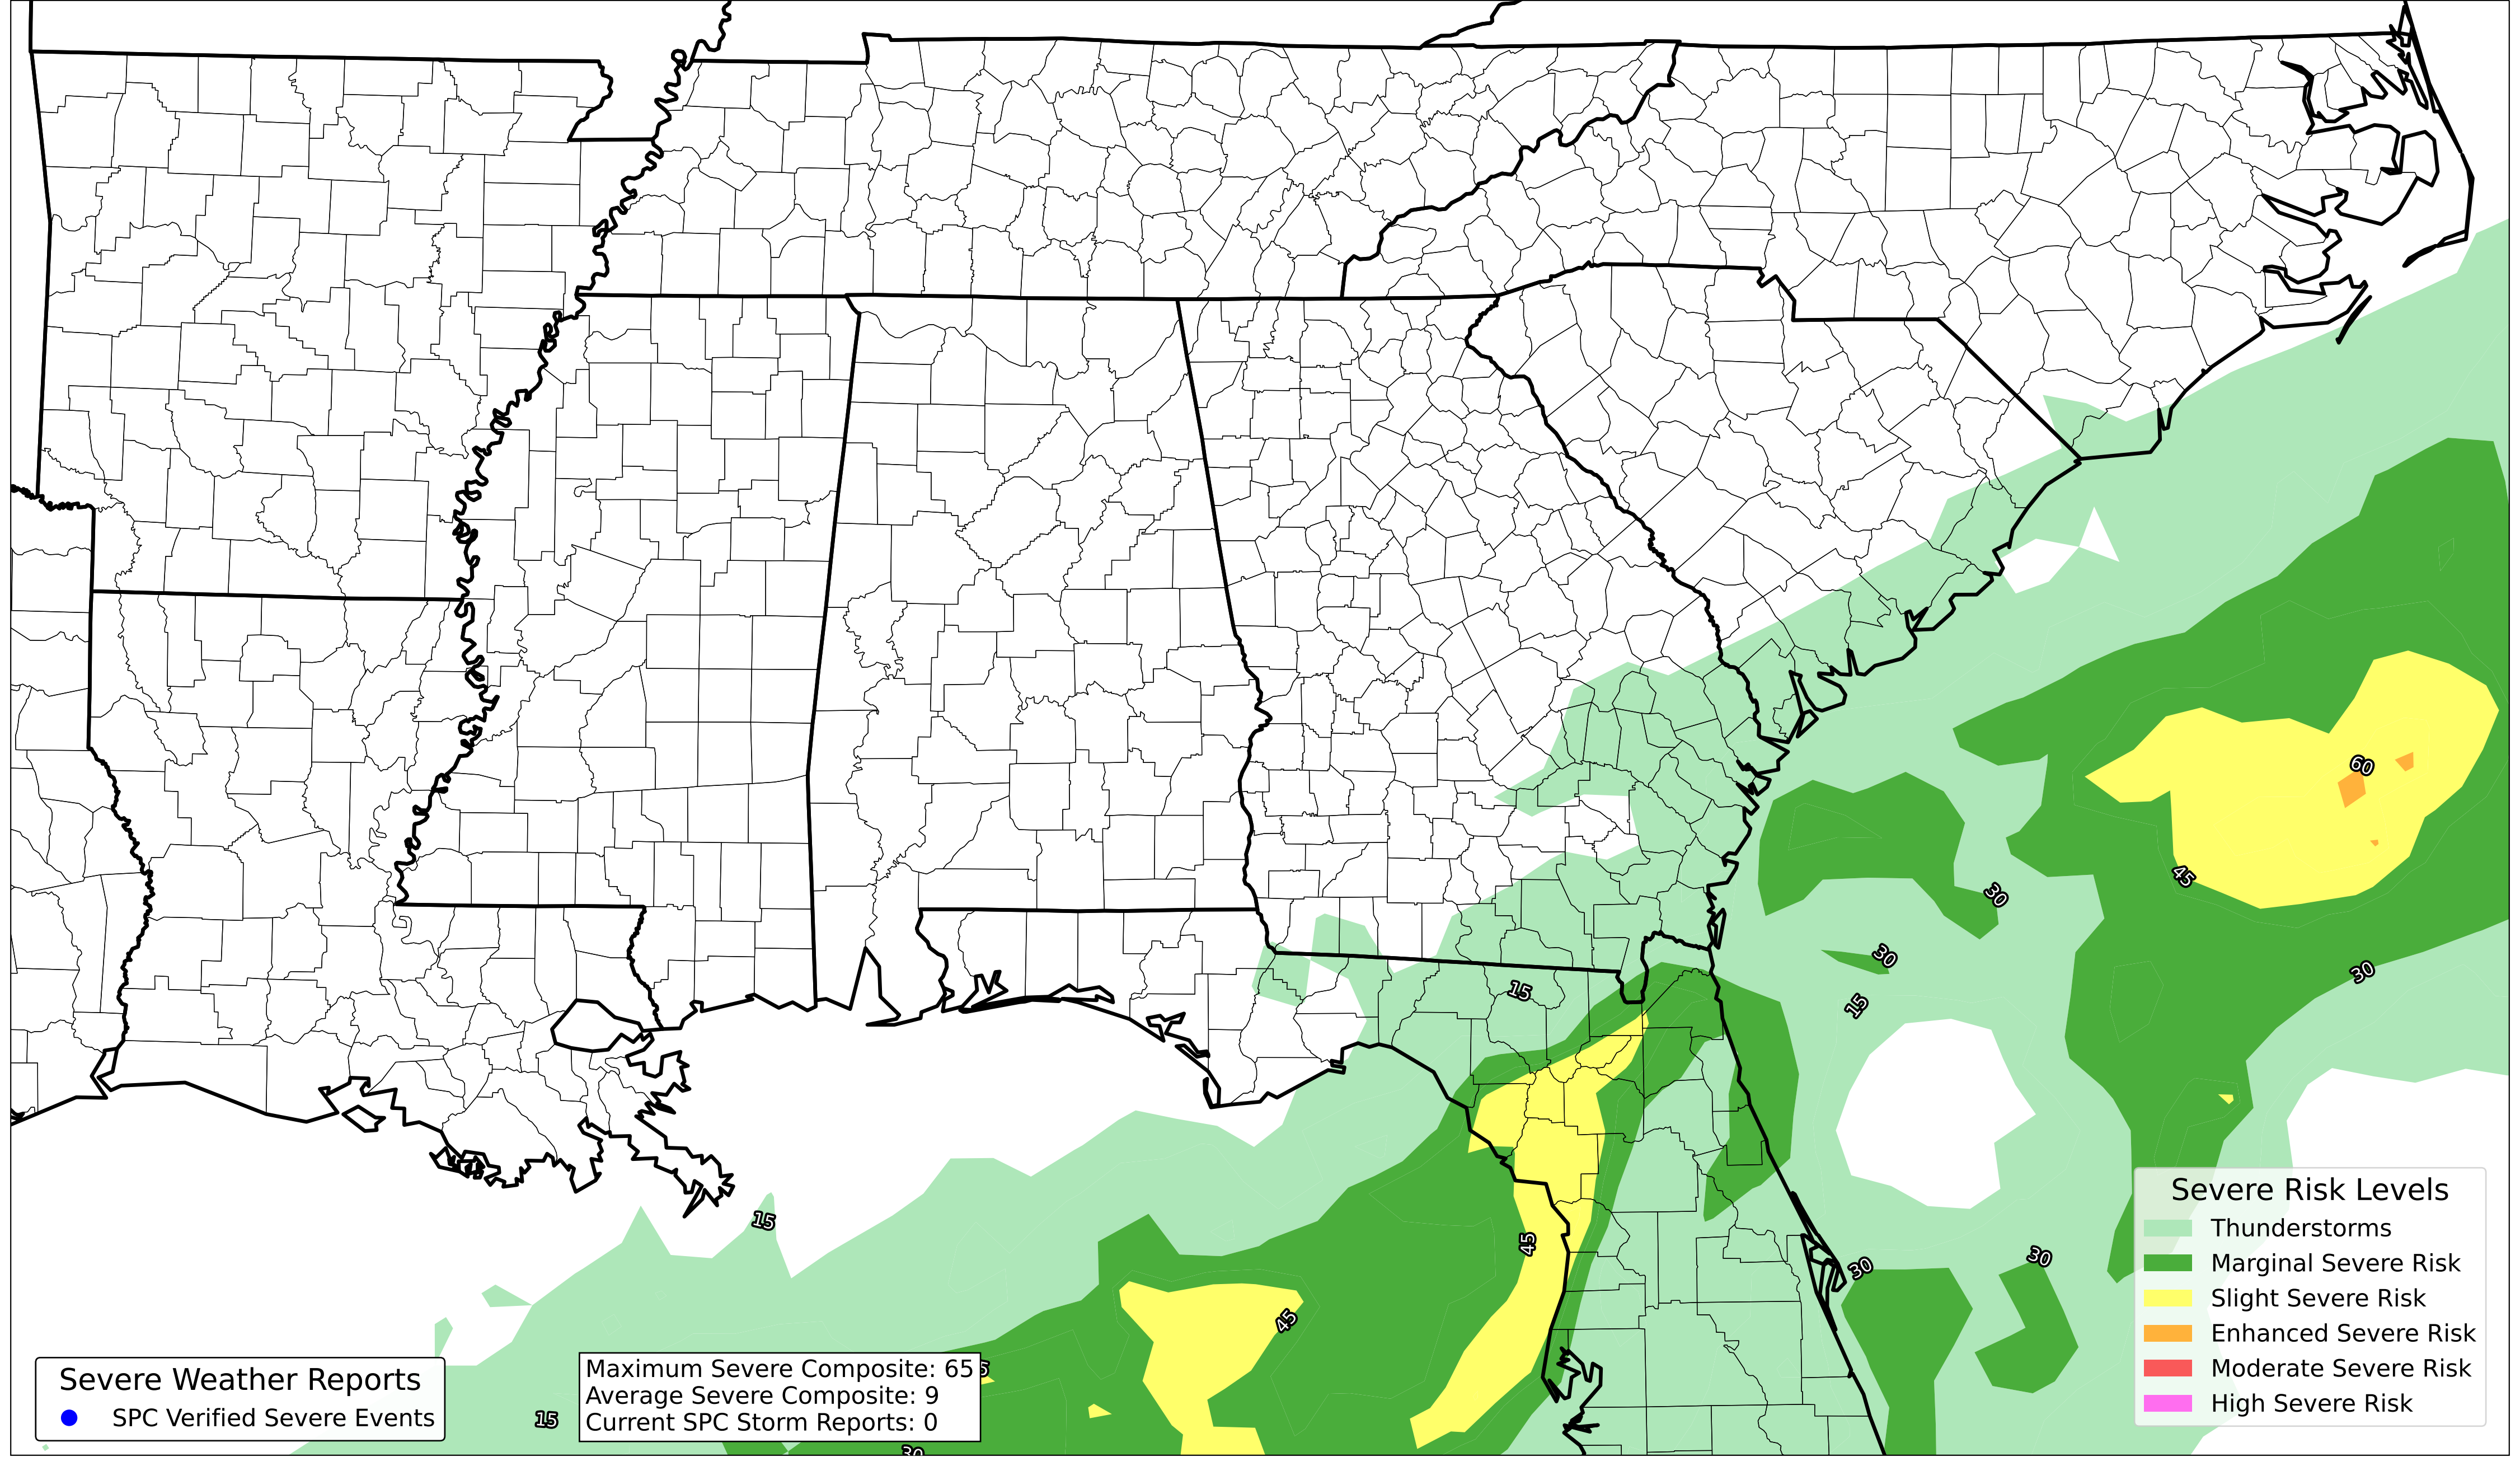 60
45
30
30
30
15
15
45
15
45
30
30
5
15
30
Severe Risk Levels
Thunderstorms
Marginal Severe Risk
Slight Severe Risk
Enhanced Severe Risk
Moderate Severe Risk
High Severe Risk
Severe Weather Reports
SPC Verified Severe Events
Maximum Severe Composite: 65
Average Severe Composite: 9
Current SPC Storm Reports: 0